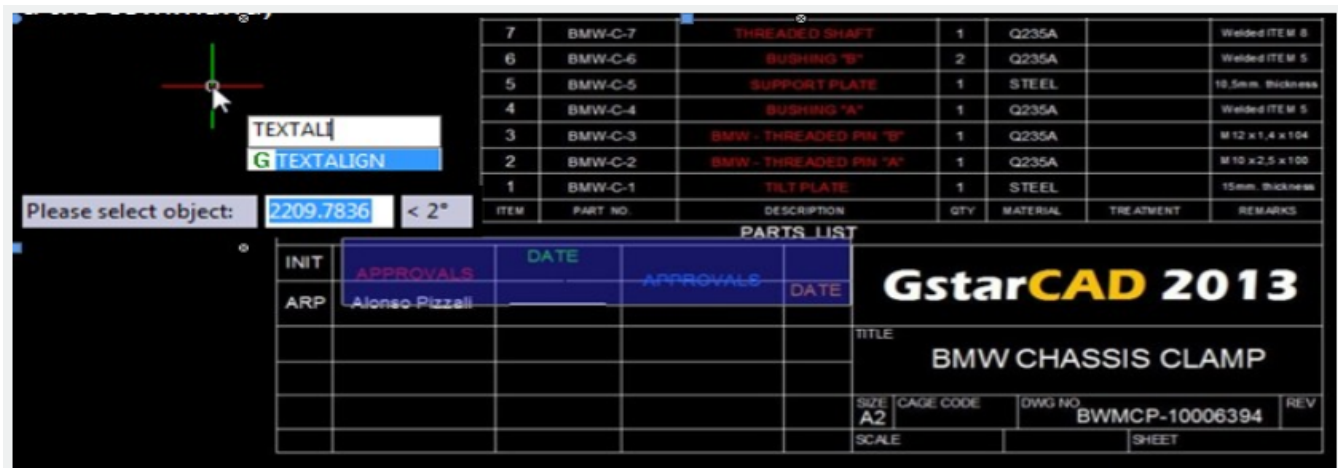 7 BMW-C-7 THREADED SHAFT 1 Q235A Welded ITEM 8
6 BMW-C-6 BUSHING "B" 2 Q235A Welded ITEM 5
5 BMW-C-5 SUPPORT PLATE 1 STEEL 10,5mm. thickness
4 BMW-C-4 BUSHING "A" 1 Q235A Welded ITEM 5
3 BMW-C-3 BMW - THREADED PIN "B" 1 Q235A M 12 x 1,4 x 104
2 BMW-C-2 BMW - THREADED PIN "A" 1 Q235A M 10 x 2,5 x 100
1 BMW-C-1 TILT PLATE 1 STEEL 15mm. thickness
ITEM PART NO. DESCRIPTION QTY MATERIAL TREATMENT REMARKS
PARTS LIST
TEXTALI
G TEXTALIGN
Please select object: 2209.7836 < 2°
INIT APPROVALS DATE APPROVALS DATE
ARP Alonso Pizzali
GstarCAD 2013
TITLE
BMW CHASSIS CLAMP
SIZE CAGE CODE DWG NO REV
A2 BWMCP-10006394
SCALE SHEET